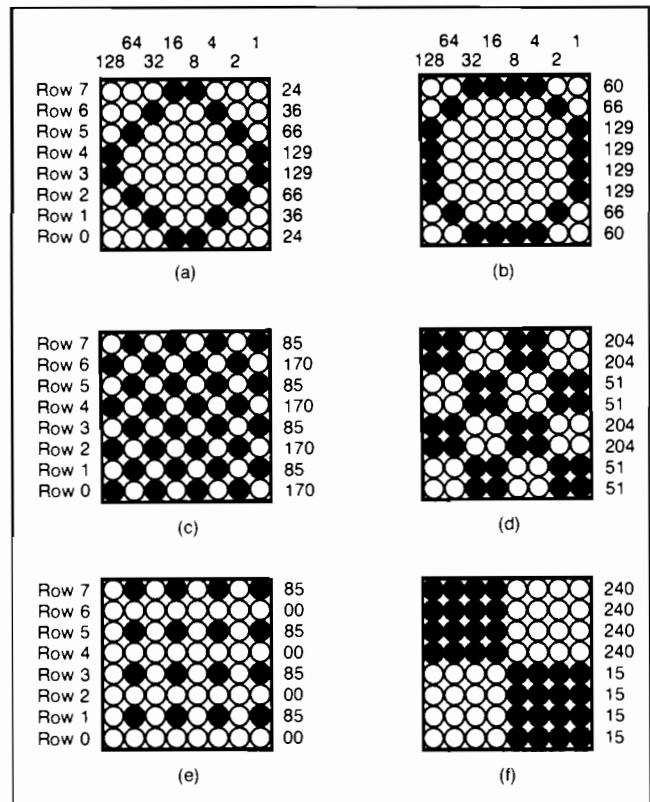 64 16 4 1
128 32 8 2
Row 7 24
Row 6 36
Row 5 66
Row 4 129
Row 3 129
Row 2 66
Row 1 36
Row 0 24
(a)
64 16 4 1
128 32 8 2
60
66
129
129
129
129
66
60
(b)
Row 7 85
Row 6 170
Row 5 85
Row 4 170
Row 3 85
Row 2 170
Row 1 85
Row 0 170
(c)
204
204
51
51
204
204
51
51
(d)
Row 7 85
Row 6 00
Row 5 85
Row 4 00
Row 3 85
Row 2 00
Row 1 85
Row 0 00
(e)
240
240
240
240
15
15
15
15
(f)